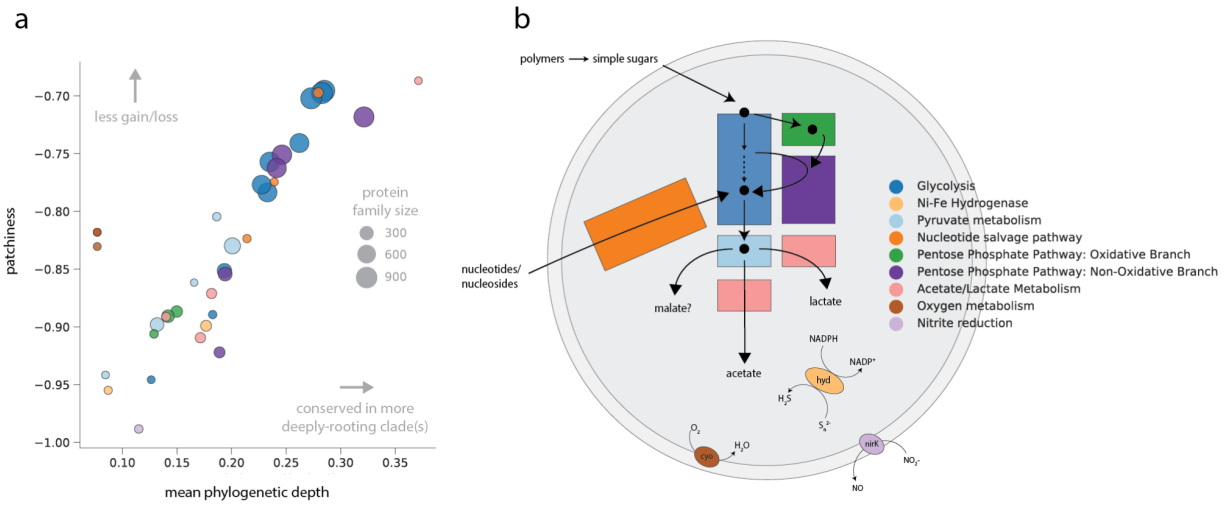 a
less gain/loss
patchiness
−0.70
−0.75
−0.80
−0.85
−0.90
−0.95
−1.00
protein
family size
300
600
900
conserved in more
deeply-rooting clade(s)
0.10
0.15
0.20
0.25
0.30
0.35
mean phylogenetic depth
b
polymers
simple sugars
nucleotides/
nucleosides
malate?
lactate
acetate
NADPH
NADP⁺
hyd
H₂S
Sₙ²⁻
O₂
H₂O
cyo
nirK
NO₂-
NO
Glycolysis
Ni-Fe Hydrogenase
Pyruvate metabolism
Nucleotide salvage pathway
Pentose Phosphate Pathway: Oxidative Branch
Pentose Phosphate Pathway: Non-Oxidative Branch
Acetate/Lactate Metabolism
Oxygen metabolism
Nitrite reduction